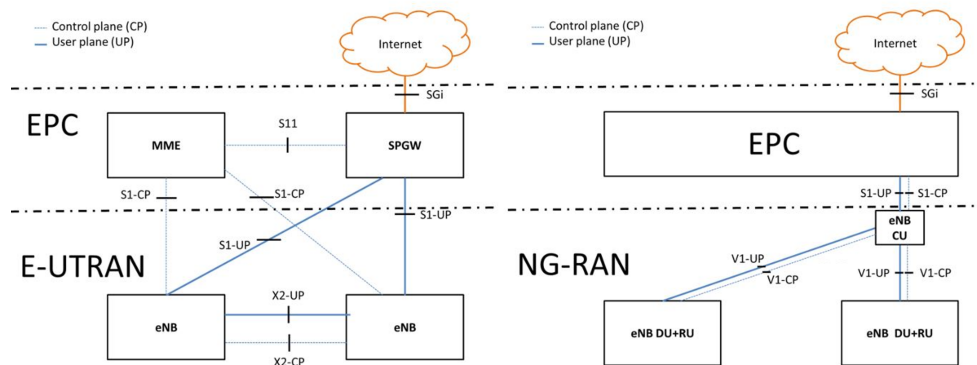 Control plane (CP)
User plane (UP)
Internet
SGi
EPC
MME
S11
SPGW
S1-CP
S1-CP
S1-UP
S1-UP
E-UTRAN
eNB
X2-UP
X2-CP
eNB
Control plane (CP)
User plane (UP)
Internet
SGi
EPC
S1-UP
S1-CP
eNB
CU
NG-RAN
V1-UP
V1-CP
V1-UP
V1-CP
eNB DU+RU
eNB DU+RU